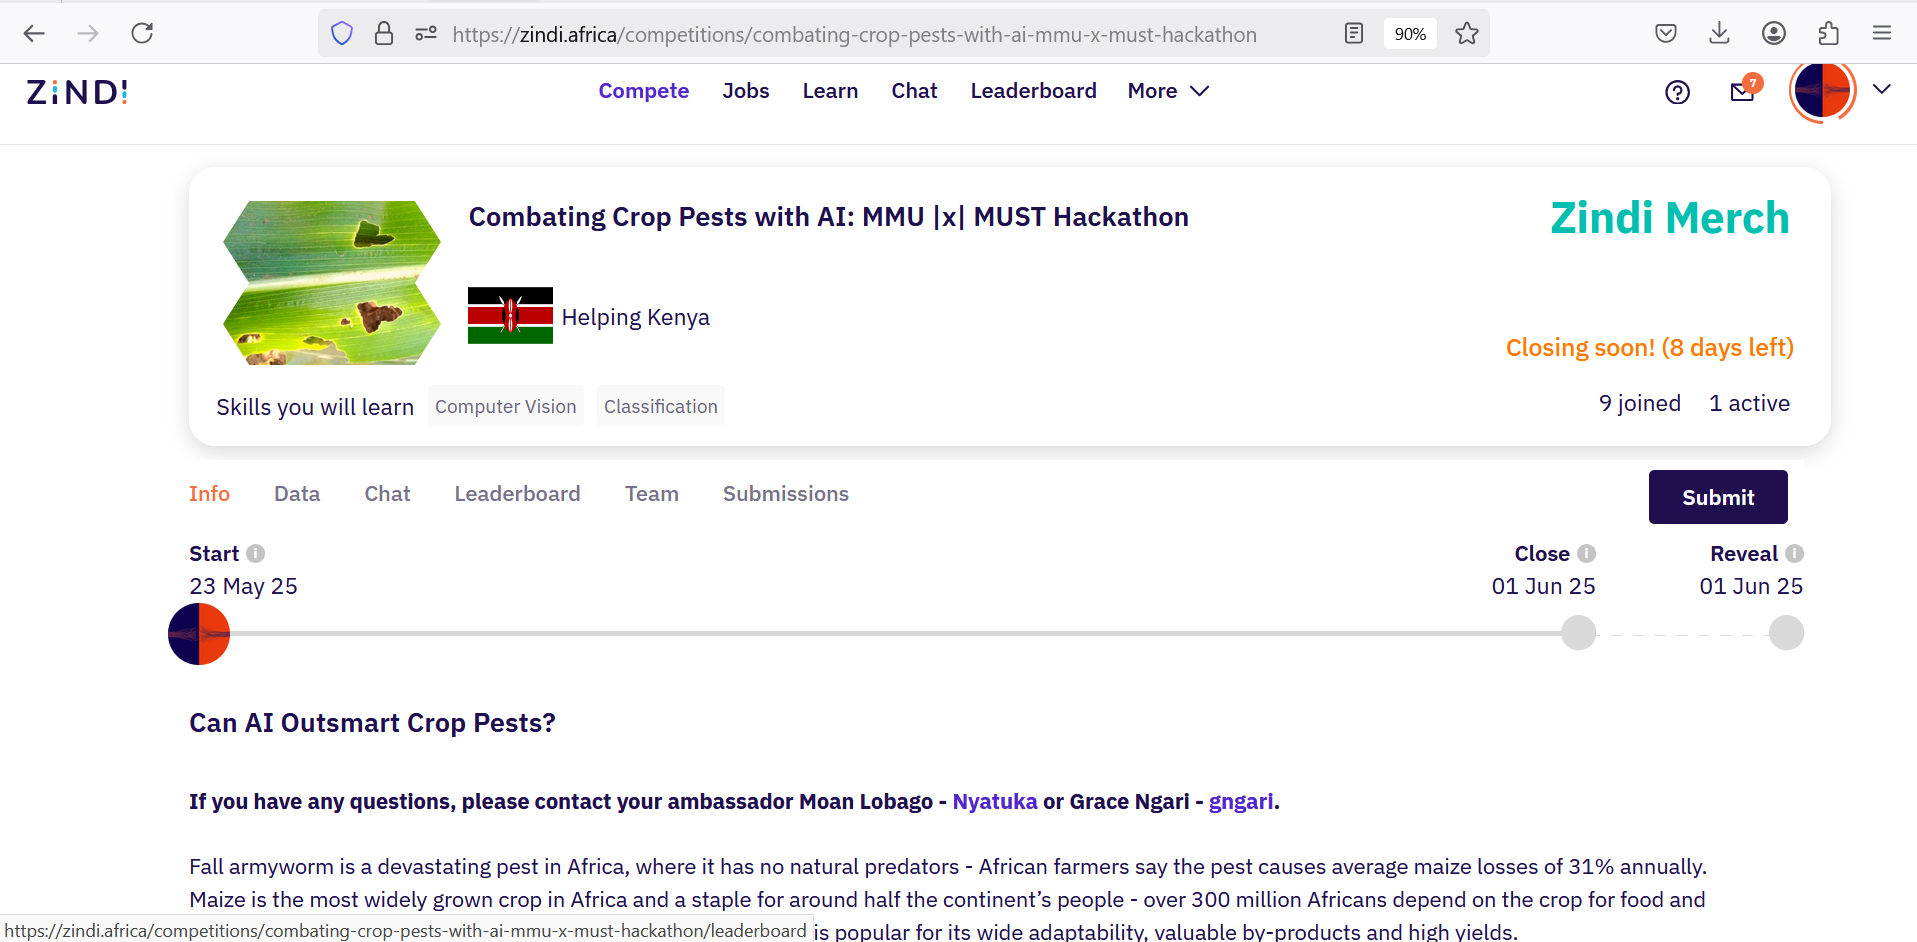 https://zindi.africa/competitions/combating-crop-pests-with-ai-mmu-x-must-hackathon
90%
ZINDI
Compete
Jobs
Learn
Chat
Leaderboard
More
7
Combating Crop Pests with AI: MMU |x| MUST Hackathon
Zindi Merch
Helping Kenya
Closing soon! (8 days left)
Skills you will learn
Computer Vision
Classification
9 joined
1 active
Info
Data
Chat
Leaderboard
Team
Submissions
Submit
Start
Close
Reveal
23 May 25
01 Jun 25
01 Jun 25
Can AI Outsmart Crop Pests?
If you have any questions, please contact your ambassador Moan Lobago - Nyatuka or Grace Ngari - gngari.
Fall armyworm is a devastating pest in Africa, where it has no natural predators - African farmers say the pest causes average maize losses of 31% annually.
Maize is the most widely grown crop in Africa and a staple for around half the continent’s people - over 300 million Africans depend on the crop for food and
is popular for its wide adaptability, valuable by-products and high yields.
https://zindi.africa/competitions/combating-crop-pests-with-ai-mmu-x-must-hackathon/leaderboard